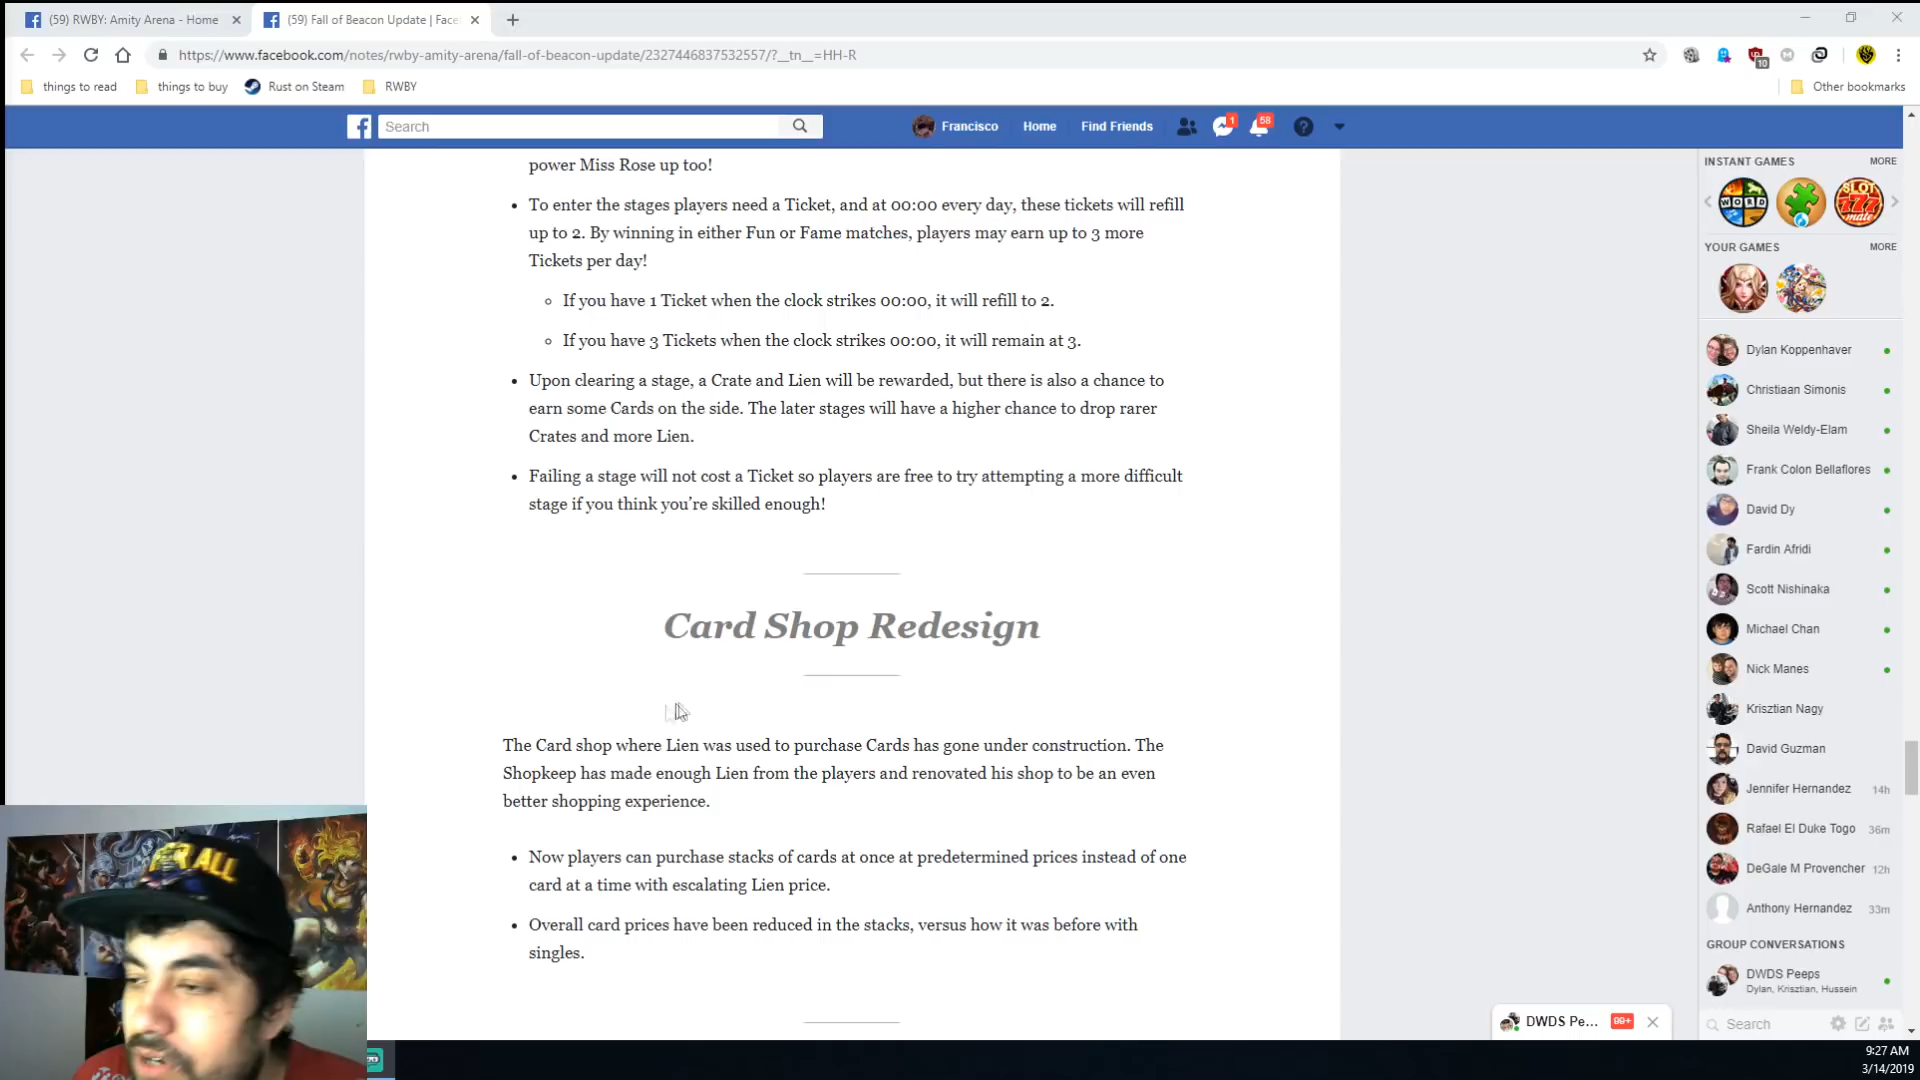 (59) RWBY: Amity Arena - Home
(59) Fall of Beacon Update | Face
https://www.facebook.com/notes/rwby-amity-arena/fall-of-beacon-update/2327446837532557/?__tn__=HH-R
10
things to read
things to buy
Rust on Steam
RWBY
Other bookmarks
Search
Francisco
Home
Find Friends
1
58
power Miss Rose up too!
• To enter the stages players need a Ticket, and at 00:00 every day, these tickets will refill
up to 2. By winning in either Fun or Fame matches, players may earn up to 3 more
Tickets per day!
If you have 1 Ticket when the clock strikes 00:00, it will refill to 2.
If you have 3 Tickets when the clock strikes 00:00, it will remain at 3.
• Upon clearing a stage, a Crate and Lien will be rewarded, but there is also a chance to
earn some Cards on the side. The later stages will have a higher chance to drop rarer
Crates and more Lien.
• Failing a stage will not cost a Ticket so players are free to try attempting a more difficult
stage if you think you're skilled enough!
Card Shop Redesign
The Card shop where Lien was used to purchase Cards has gone under construction. The
Shopkeep has made enough Lien from the players and renovated his shop to be an even
better shopping experience.
• Now players can purchase stacks of cards at once at predetermined prices instead of one
card at a time with escalating Lien price.
• Overall card prices have been reduced in the stacks, versus how it was before with
singles.
INSTANT GAMES MORE
WORD
SLOT
777
mate
YOUR GAMES MORE
Dylan Koppenhaver
Christiaan Simonis
Sheila Weldy-Elam
Frank Colon Bellaflores
David Dy
Fardin Afridi
Scott Nishinaka
Michael Chan
Nick Manes
Krisztian Nagy
David Guzman
Jennifer Hernandez 14h
Rafael El Duke Togo 36m
DeGale M Provencher 12h
Anthony Hernandez 33m
GROUP CONVERSATIONS
DWDS Peeps
Dylan, Krisztian, Hussein
Search
DWDS Pe... 99+
9:27 AM
3/14/2019